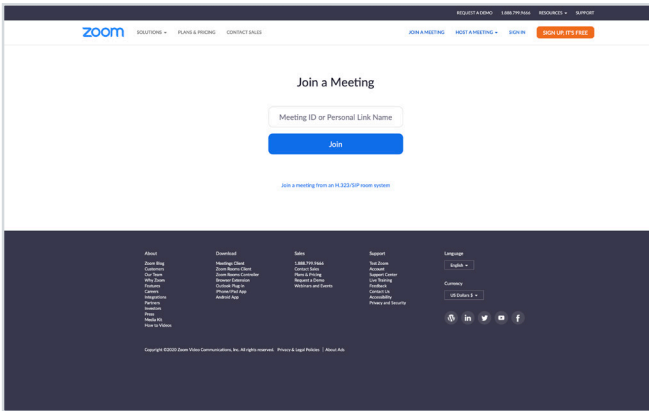 REQUEST A DEMO 1.888.799.9666 RESOURCES SUPPORT
zoom SOLUTIONS PLANS & PRICING CONTACT SALES JOIN A MEETING HOST A MEETING SIGN IN SIGN UP, IT'S FREE
Join a Meeting
Meeting ID or Personal Link Name
Join
Join a meeting from an H.323/SIP room system
About
Zoom Blog
Customers
Our Team
Why Zoom
Features
Careers
Integrations
Partners
Investors
Press
Media Kit
How to Videos
Download
Meetings Client
Zoom Rooms Client
Zoom Rooms Controller
Browser Extension
Outlook Plug-in
iPhone/iPad App
Android App
Sales
1.888.799.9666
Contact Sales
Plans & Pricing
Request a Demo
Webinars and Events
Support
Test Zoom
Account
Support Center
Live Training
Feedback
Contact Us
Accessibility
Privacy and Security
Language
English
Currency
US Dollars $
Copyright ©2020 Zoom Video Communications, Inc. All rights reserved. Privacy & Legal Policies | About Ads